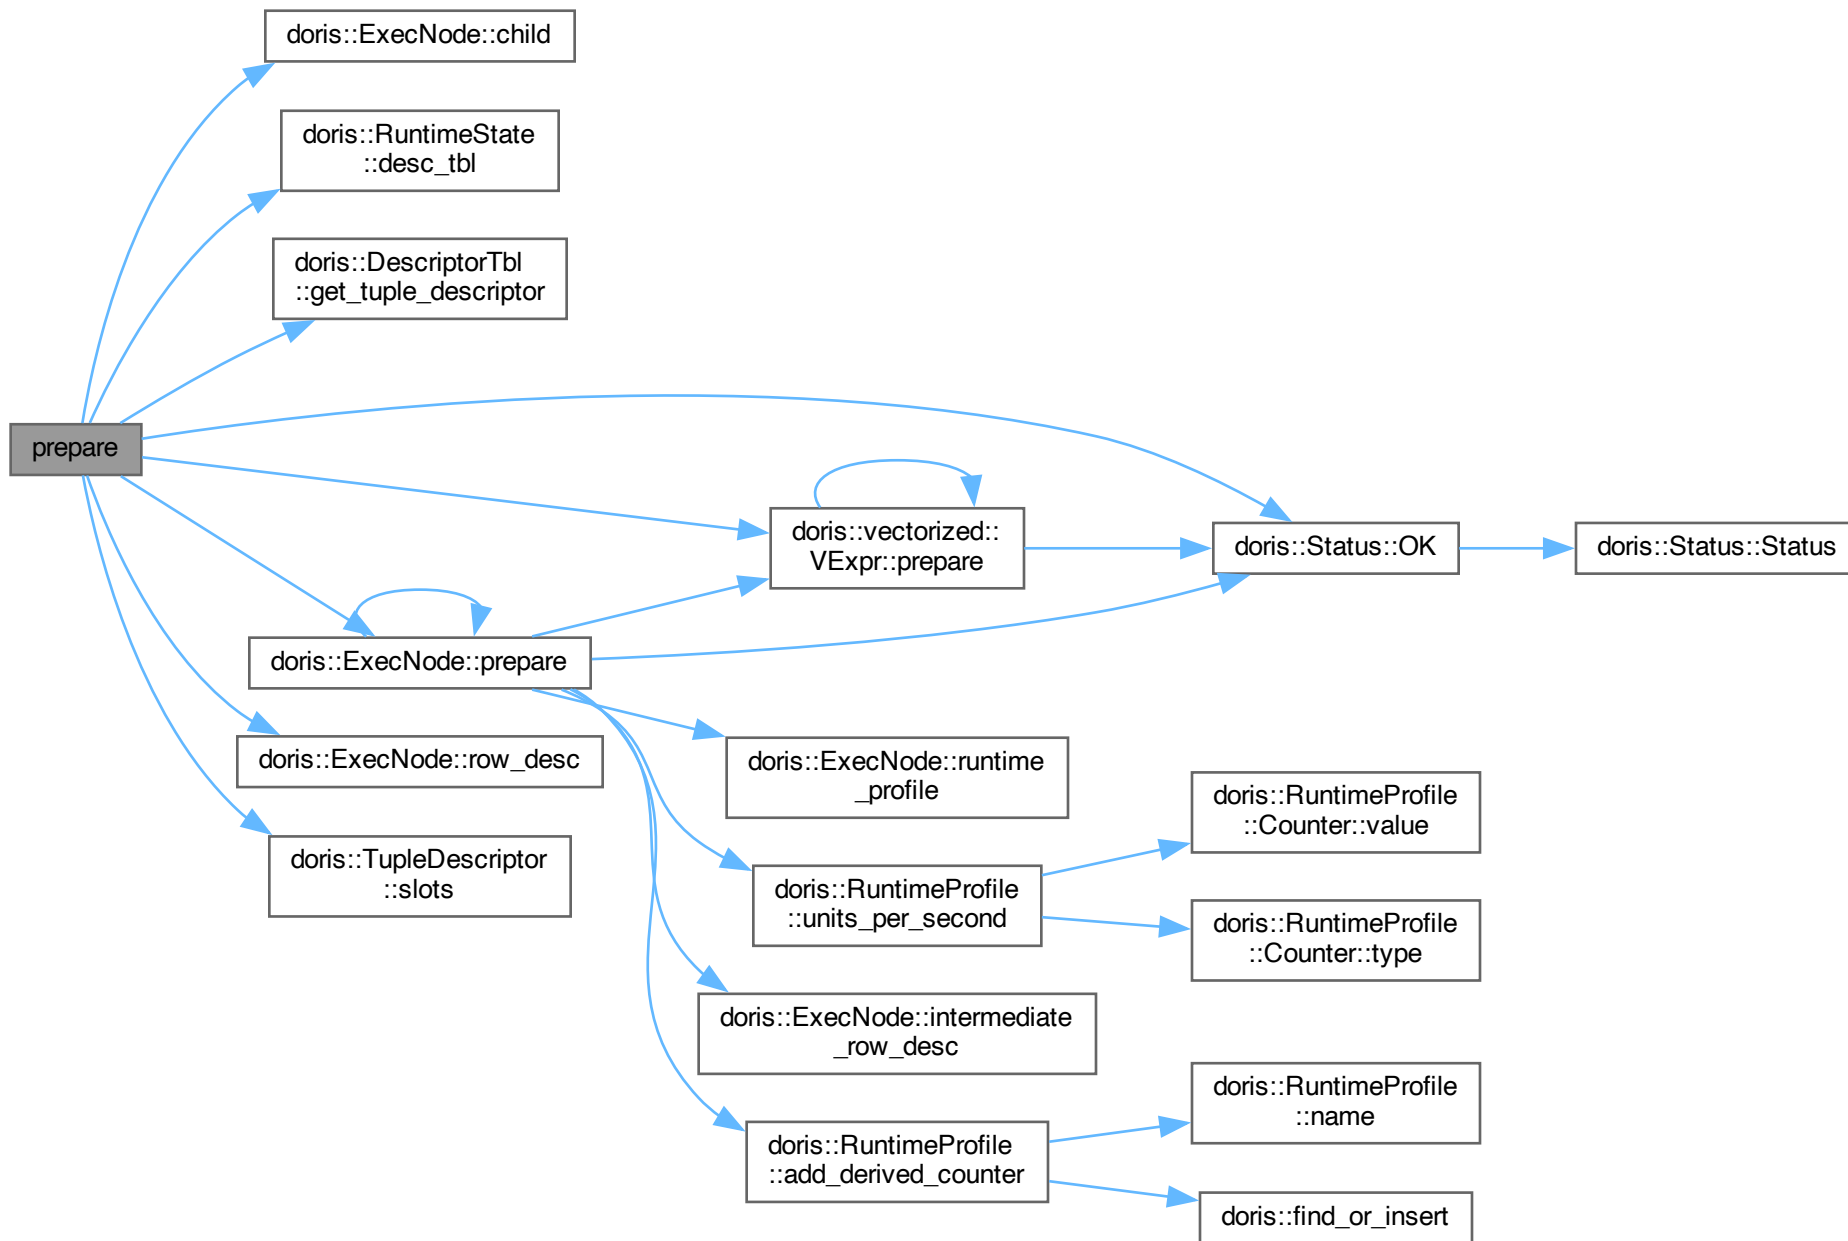 doris::ExecNode::child
doris::RuntimeState
::desc_tbl
doris::DescriptorTbl
::get_tuple_descriptor
prepare
doris::vectorized::
VExpr::prepare
doris::Status::OK
doris::Status::Status
doris::ExecNode::prepare
doris::ExecNode::row_desc
doris::TupleDescriptor
::slots
doris::ExecNode::runtime
_profile
doris::RuntimeProfile
::units_per_second
doris::RuntimeProfile
::Counter::value
doris::RuntimeProfile
::Counter::type
doris::ExecNode::intermediate
_row_desc
doris::RuntimeProfile
::add_derived_counter
doris::RuntimeProfile
::name
doris::find_or_insert